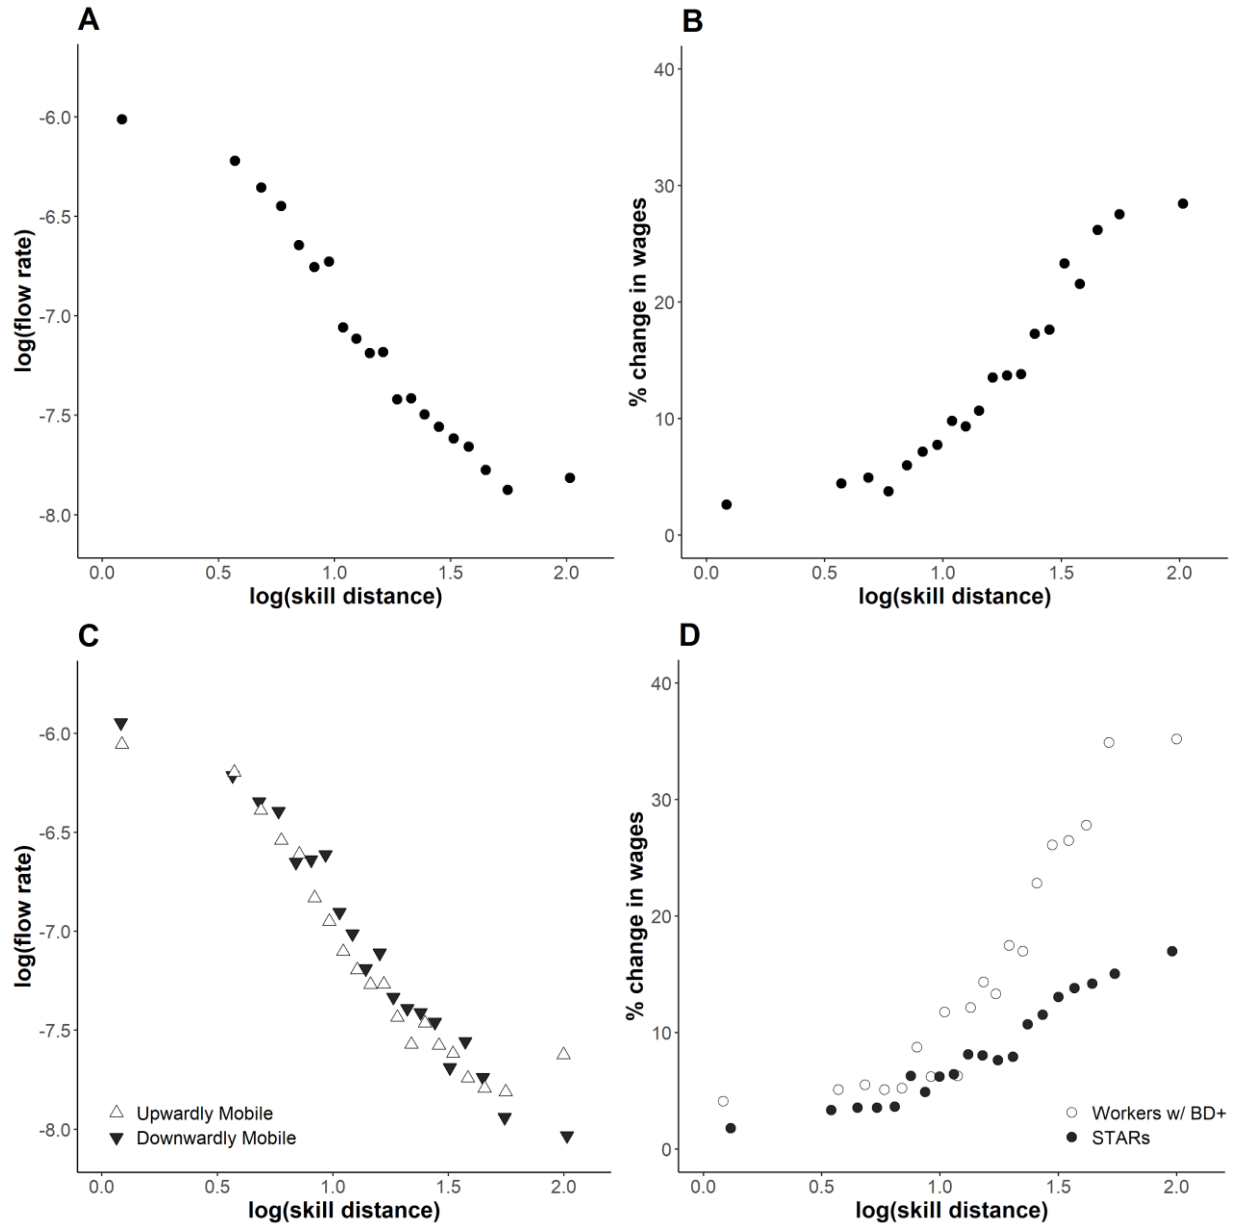 A
-6.0
-6.5
-7.0
-7.5
-8.0
log(flow rate)
0.0 0.5 1.0 1.5 2.0
log(skill distance)
B
40
30
20
10
0
% change in wages
0.0 0.5 1.0 1.5 2.0
log(skill distance)
C
-6.0
-6.5
-7.0
-7.5
-8.0
log(flow rate)
Upwardly Mobile
Downwardly Mobile
0.0 0.5 1.0 1.5 2.0
log(skill distance)
D
40
30
20
10
0
% change in wages
Workers w/ BD+
STARs
0.0 0.5 1.0 1.5 2.0
log(skill distance)